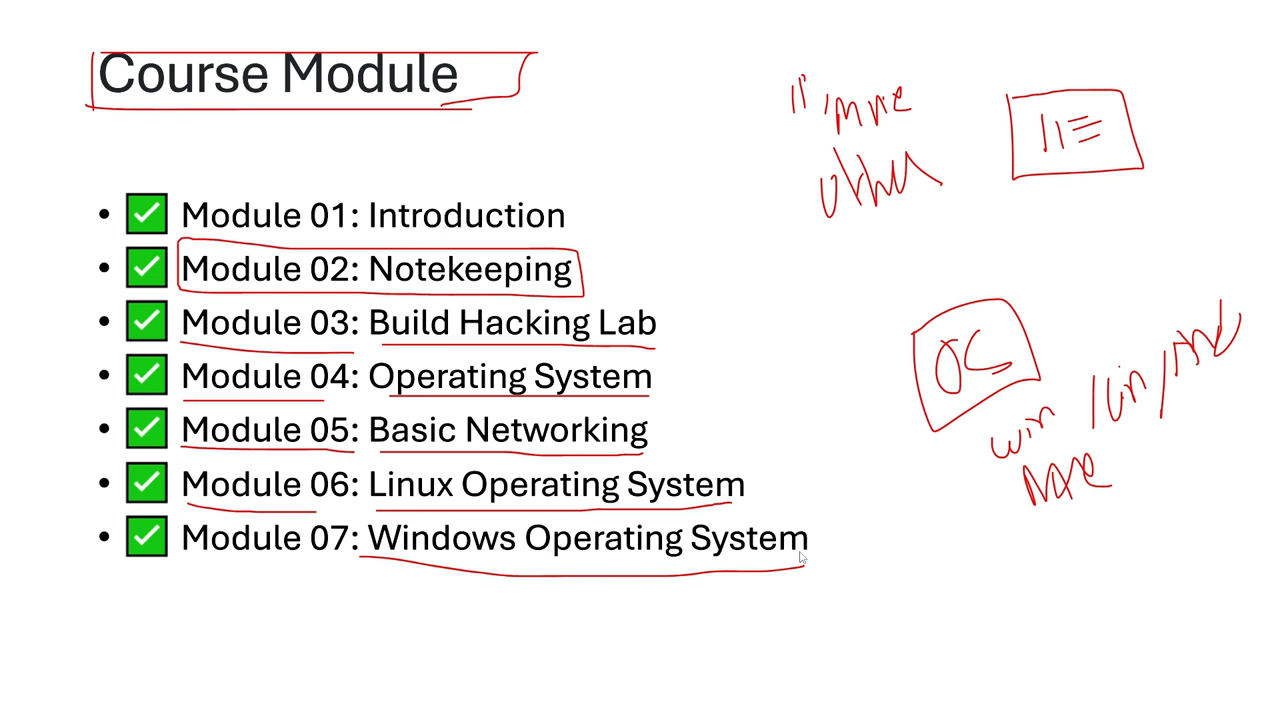 Course Module
• ✅ Module 01: Introduction
• ✅ Module 02: Notekeeping
• ✅ Module 03: Build Hacking Lab
• ✅ Module 04: Operating System
• ✅ Module 05: Basic Networking
• ✅ Module 06: Linux Operating System
• ✅ Module 07: Windows Operating System
win